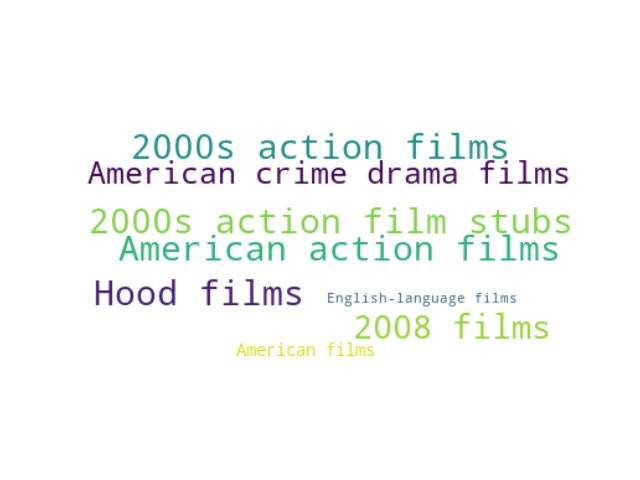 2000s action films
American crime drama films
2000s action film stubs
American action films
Hood films
English-language films
2008 films
American films